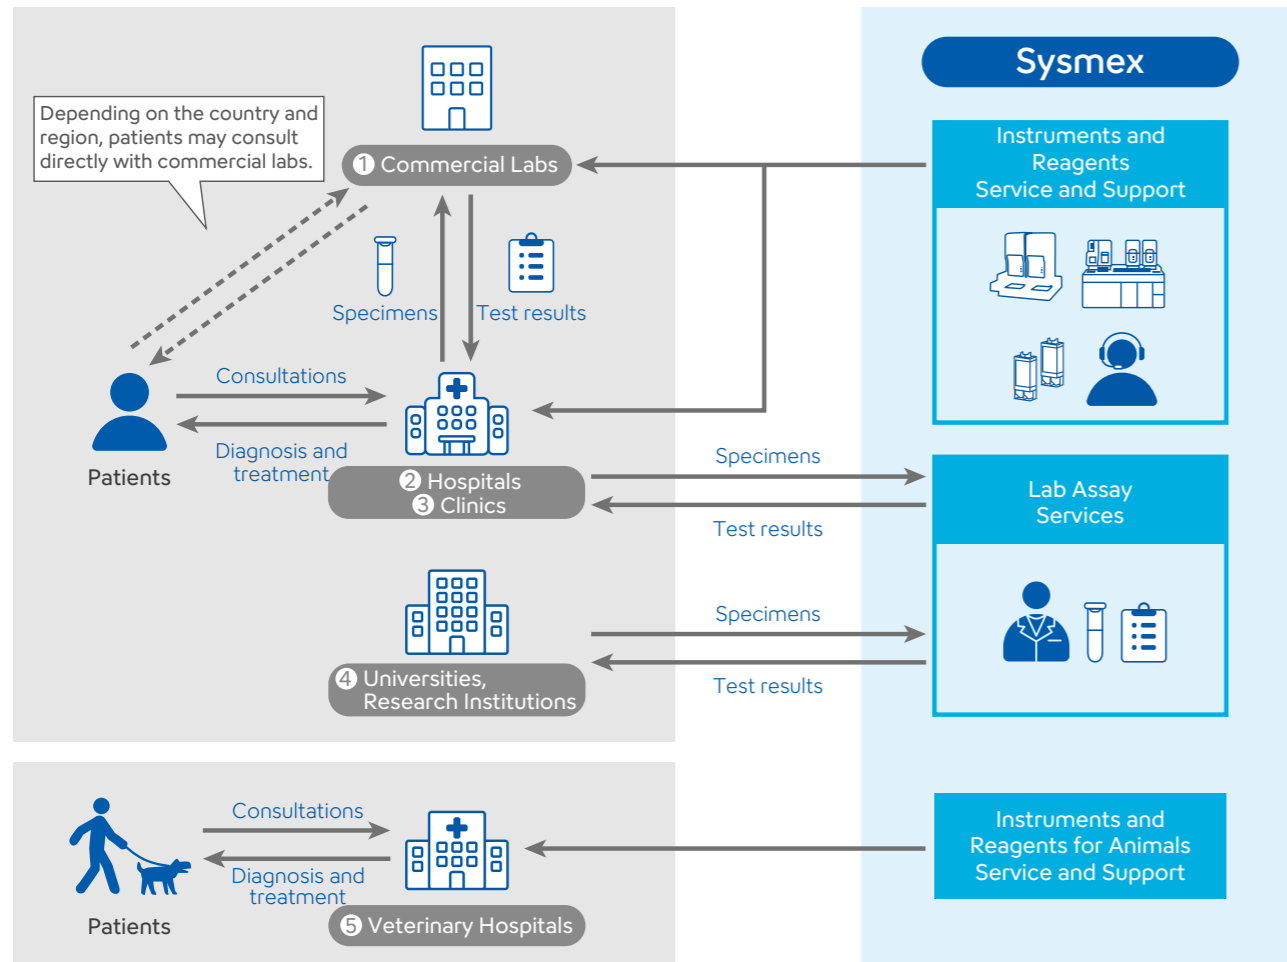 Sysmex
Depending on the country and
region, patients may consult
directly with commercial labs.
1 Commercial Labs
Instruments and
Reagents
Service and Support
Specimens
Test results
Consultations
Diagnosis and
treatment
Patients
2 Hospitals
3 Clinics
Specimens
Test results
Lab Assay
Services
4 Universities,
Research Institutions
Specimens
Test results
Consultations
Diagnosis and
treatment
Patients
5 Veterinary Hospitals
Instruments and
Reagents for Animals
Service and Support